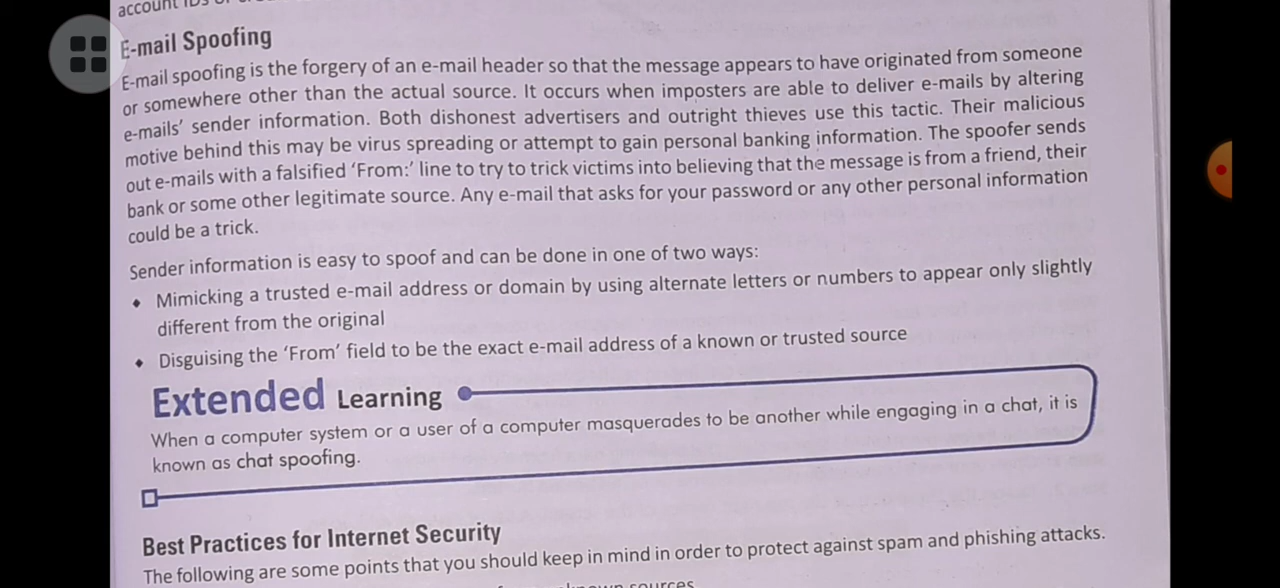 account IDs or
E-mail Spoofing
E-mail spoofing is the forgery of an e-mail header so that the message appears to have originated from someone
or somewhere other than the actual source. It occurs when imposters are able to deliver e-mails by altering
e-mails’ sender information. Both dishonest advertisers and outright thieves use this tactic. Their malicious
motive behind this may be virus spreading or attempt to gain personal banking information. The spoofer sends
out e-mails with a falsified ‘From:’ line to try to trick victims into believing that the message is from a friend, their
bank or some other legitimate source. Any e-mail that asks for your password or any other personal information
could be a trick.
Sender information is easy to spoof and can be done in one of two ways:
• Mimicking a trusted e-mail address or domain by using alternate letters or numbers to appear only slightly
different from the original
• Disguising the ‘From’ field to be the exact e-mail address of a known or trusted source
Extended Learning
When a computer system or a user of a computer masquerades to be another while engaging in a chat, it is
known as chat spoofing.
Best Practices for Internet Security
The following are some points that you should keep in mind in order to protect against spam and phishing attacks.
sources